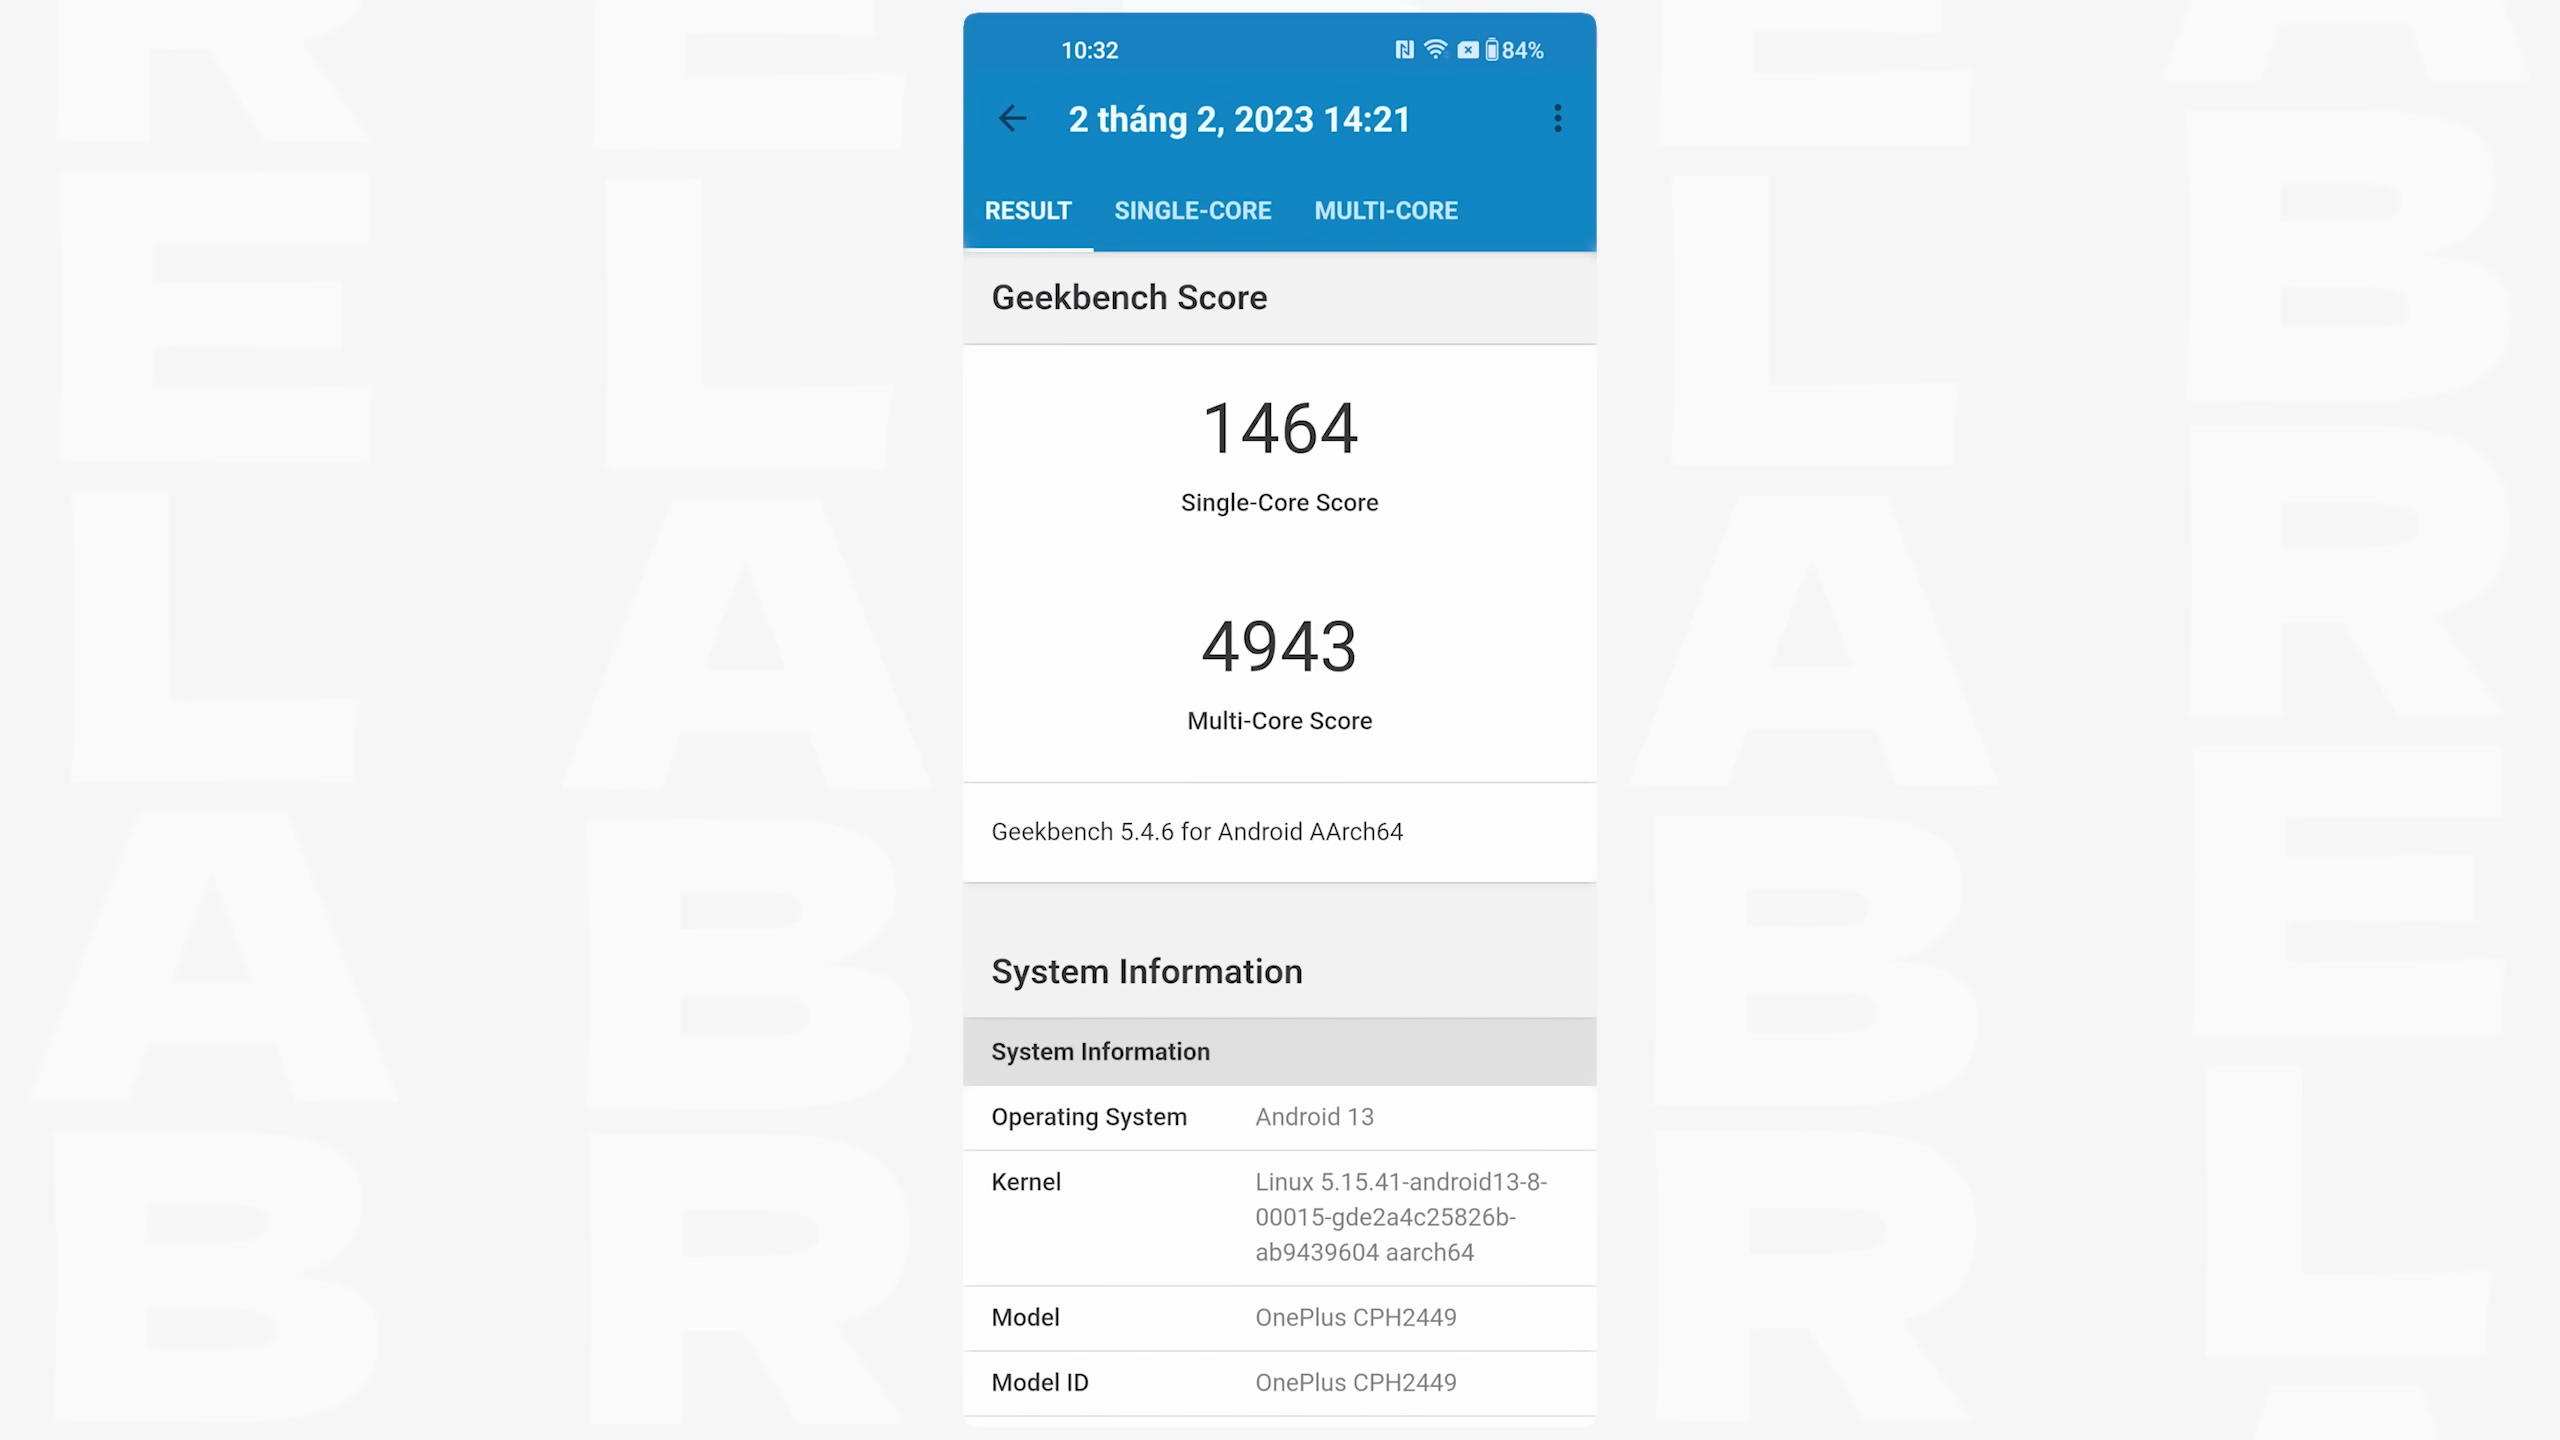 10:32
84%
2 tháng 2, 2023 14:21
RESULT SINGLE-CORE MULTI-CORE
Geekbench Score
1464
Single-Core Score
4943
Multi-Core Score
Geekbench 5.4.6 for Android AArch64
System Information
System Information
Operating System Android 13
Kernel Linux 5.15.41-android13-8-
00015-gde2a4c25826b-
ab9439604 aarch64
Model OnePlus CPH2449
Model ID OnePlus CPH2449
R
E
L
A
B
E
L
A
B
R
E
L
A
B
R
A
B
R
E
L
A